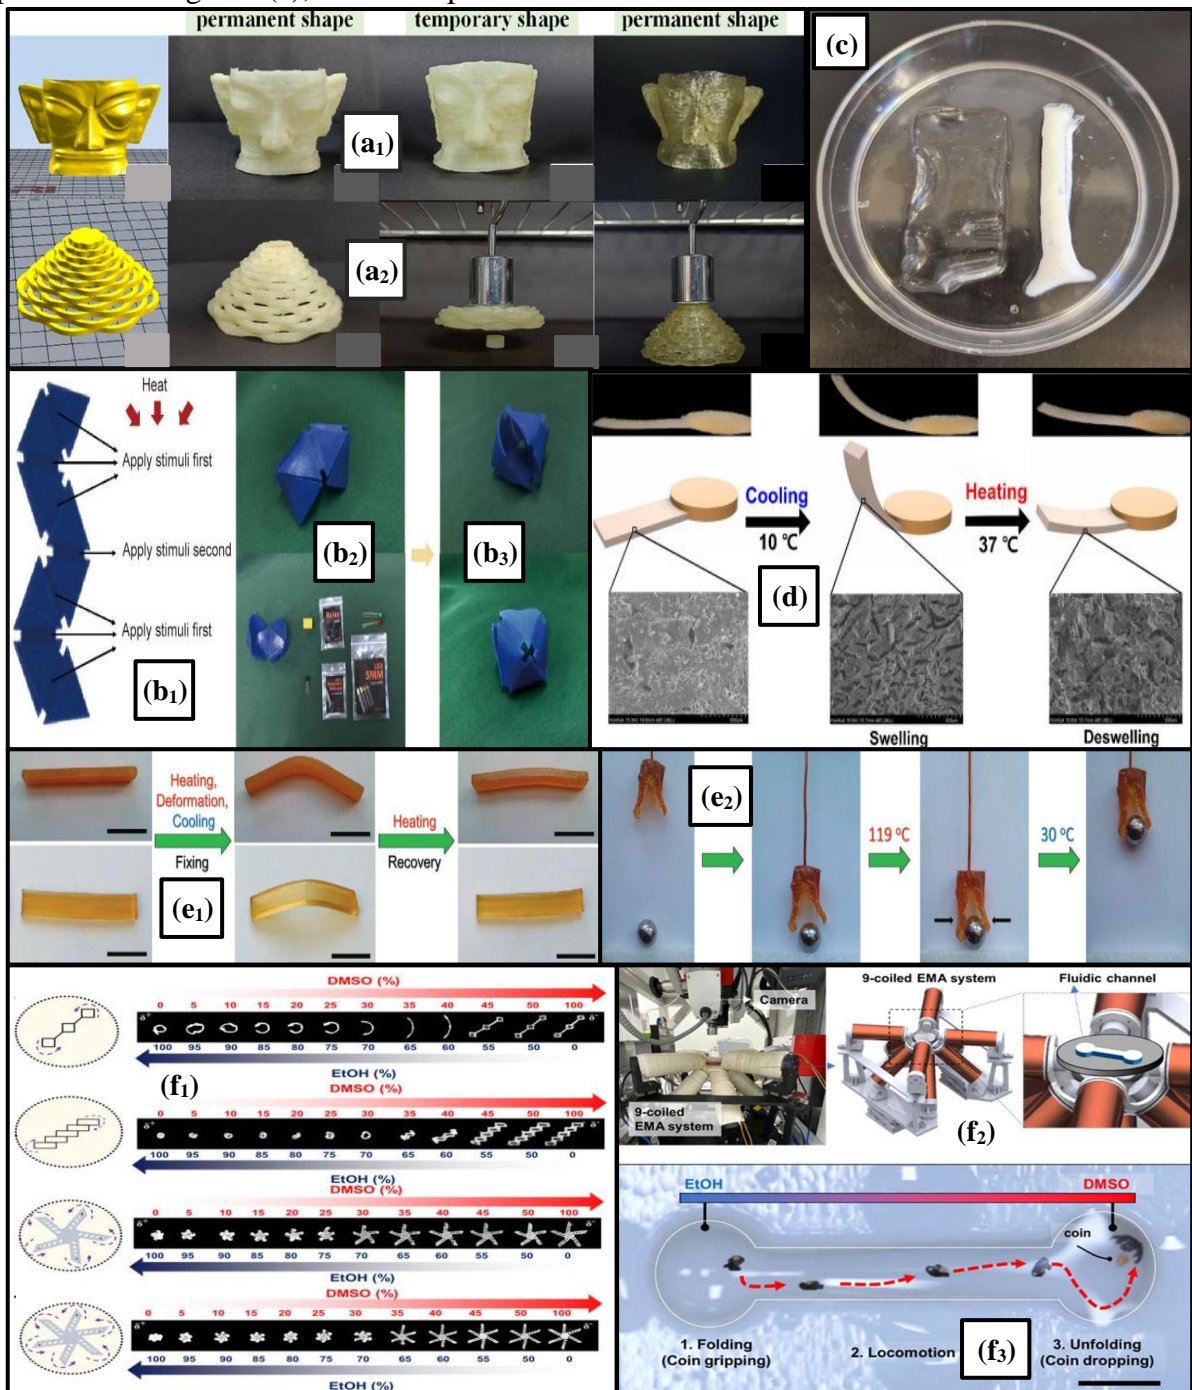 permanent shape temporary shape permanent shape
(a1)
(a2)
(c)
Heat
Apply stimuli first
Apply stimuli second
Apply stimuli first
(b1)
(b2)
(b3)
Cooling
10 ℃
Heating
37 ℃
(d)
Swelling
Deswelling
Heating,
Deformation,
Cooling
Fixing
Heating
Recovery
(e1)
(e2)
119 ºC
30 ºC
DMSO (%)
0 5 10 15 20 25 30 35 40 45 50 100
δ+ δ-
100 95 90 85 80 75 70 65 60 55 50 0
EtOH (%)
(f1)
DMSO (%)
0 5 10 15 20 25 30 35 40 45 50 100
δ+ δ-
100 95 90 85 80 75 70 65 60 55 50 0
EtOH (%)
DMSO (%)
0 5 10 15 20 25 30 35 40 45 50 100
δ+ δ-
100 95 90 85 80 75 70 65 60 55 50 0
EtOH (%)
DMSO (%)
0 5 10 15 20 25 30 35 40 45 50 100
δ+ δ-
100 95 90 85 80 75 70 65 60 55 50 0
EtOH (%)
Camera
9-coiled
EMA system
9-coiled EMA system
Fluidic channel
(f2)
EtOH
DMSO
coin
1. Folding
(Coin gripping)
2. Locomotion
3. Unfolding
(Coin dropping)
(f3)